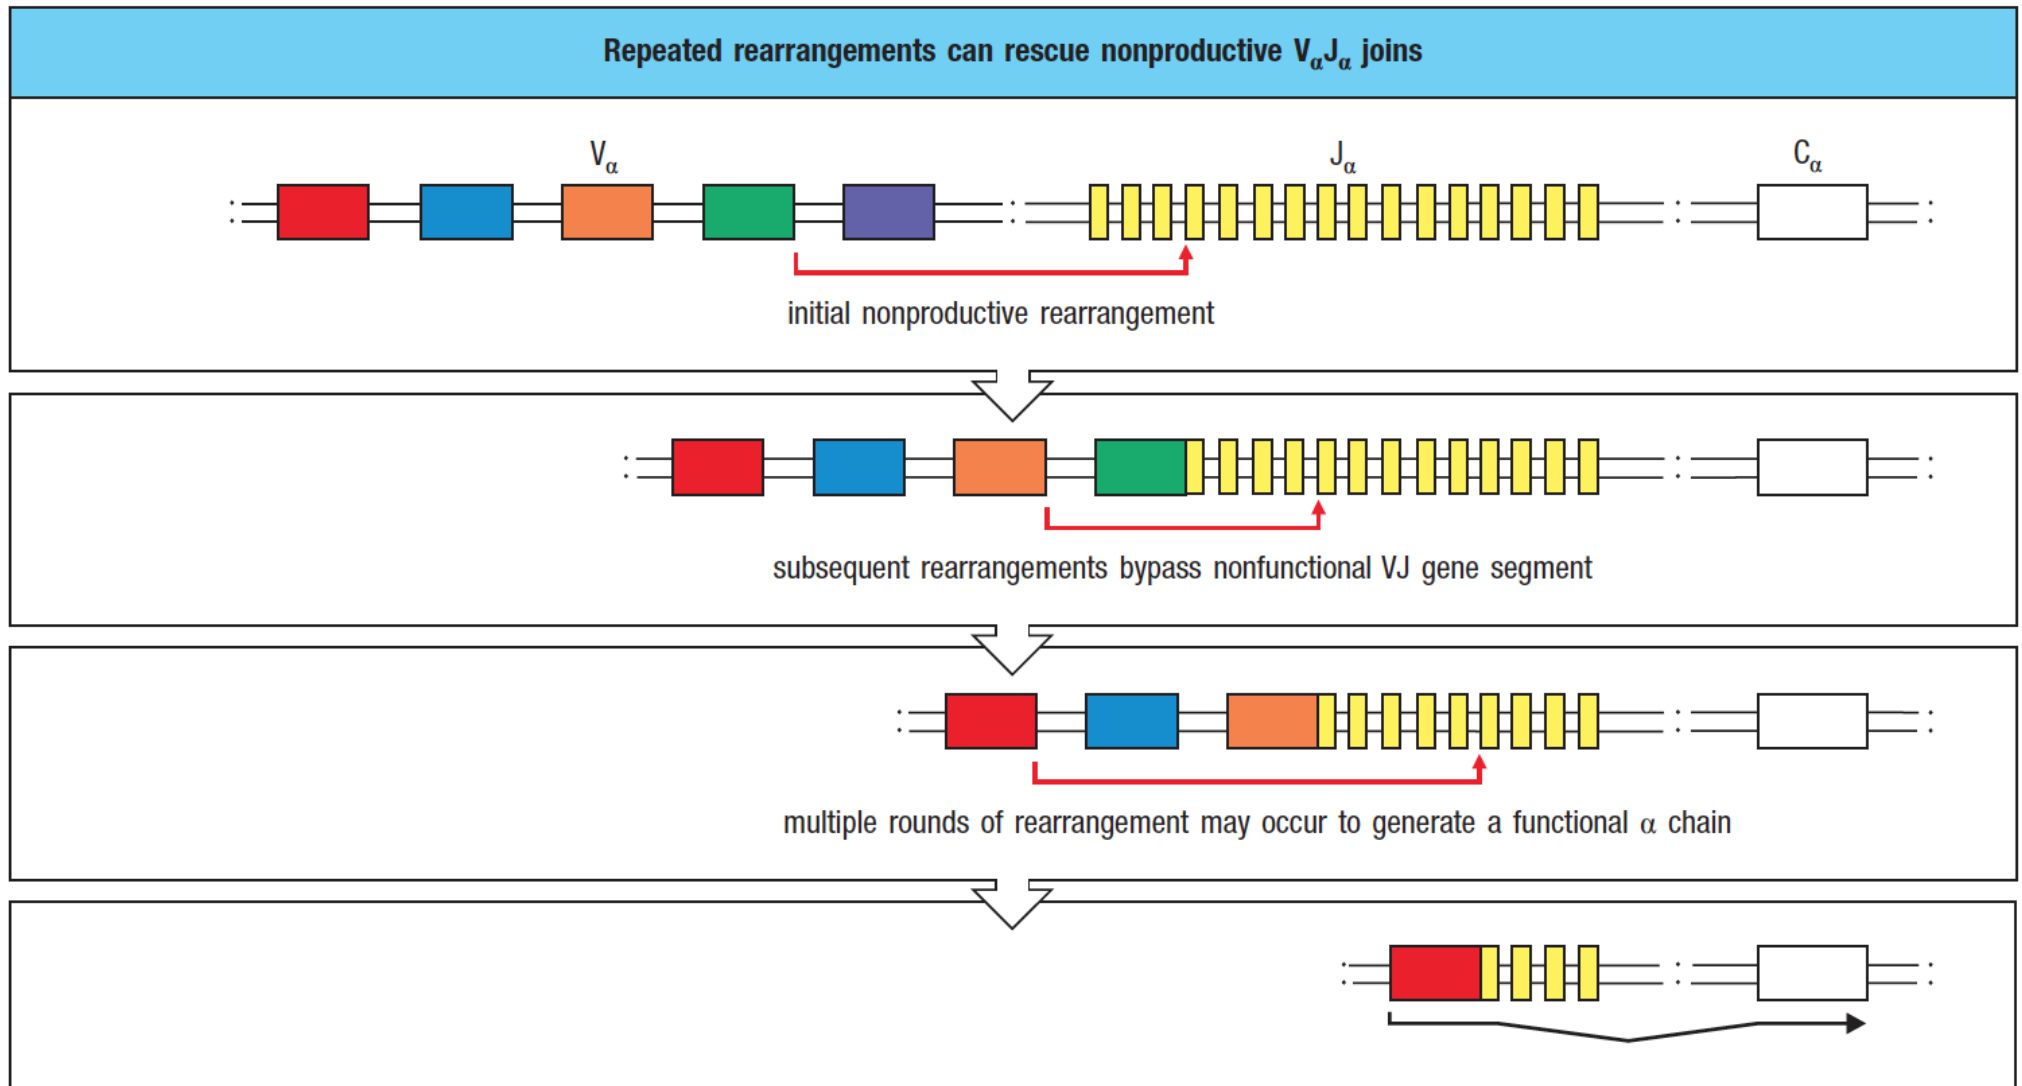 Repeated rearrangements can rescue nonproductive VαJα joins
Vα Jα Cα
initial nonproductive rearrangement
subsequent rearrangements bypass nonfunctional VJ gene segment
multiple rounds of rearrangement may occur to generate a functional α chain